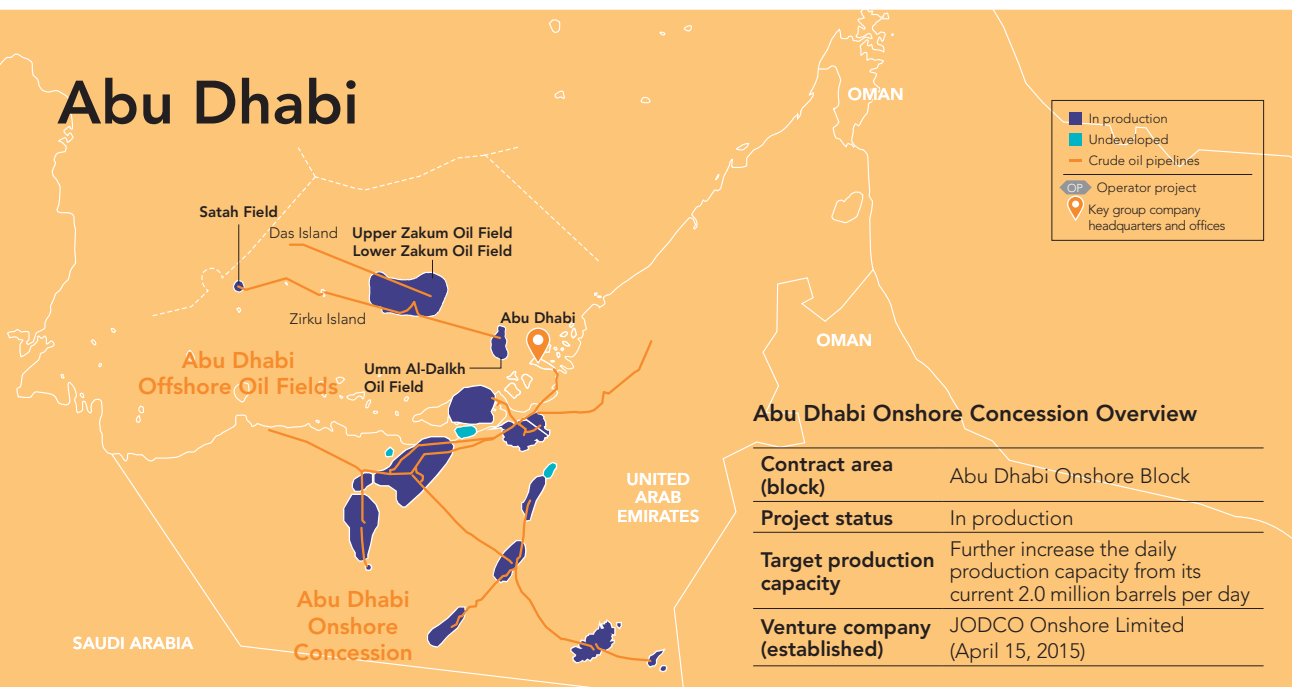 Abu Dhabi
OMAN
In production
Undeveloped
Crude oil pipelines
OP Operator project
Key group company
headquarters and offices
Satah Field
Das Island
Upper Zakum Oil Field
Lower Zakum Oil Field
Zirku Island
Abu Dhabi
Umm Al-Dalkh
Oil Field
Abu Dhabi
Offshore Oil Fields
OMAN
UNITED
ARAB
EMIRATES
Abu Dhabi
Onshore
Concession
SAUDI ARABIA
Abu Dhabi Onshore Concession Overview
Contract area
(block)
Abu Dhabi Onshore Block
Project status
In production
Target production
capacity
Further increase the daily
production capacity from its
current 2.0 million barrels per day
Venture company
(established)
JODCO Onshore Limited
(April 15, 2015)